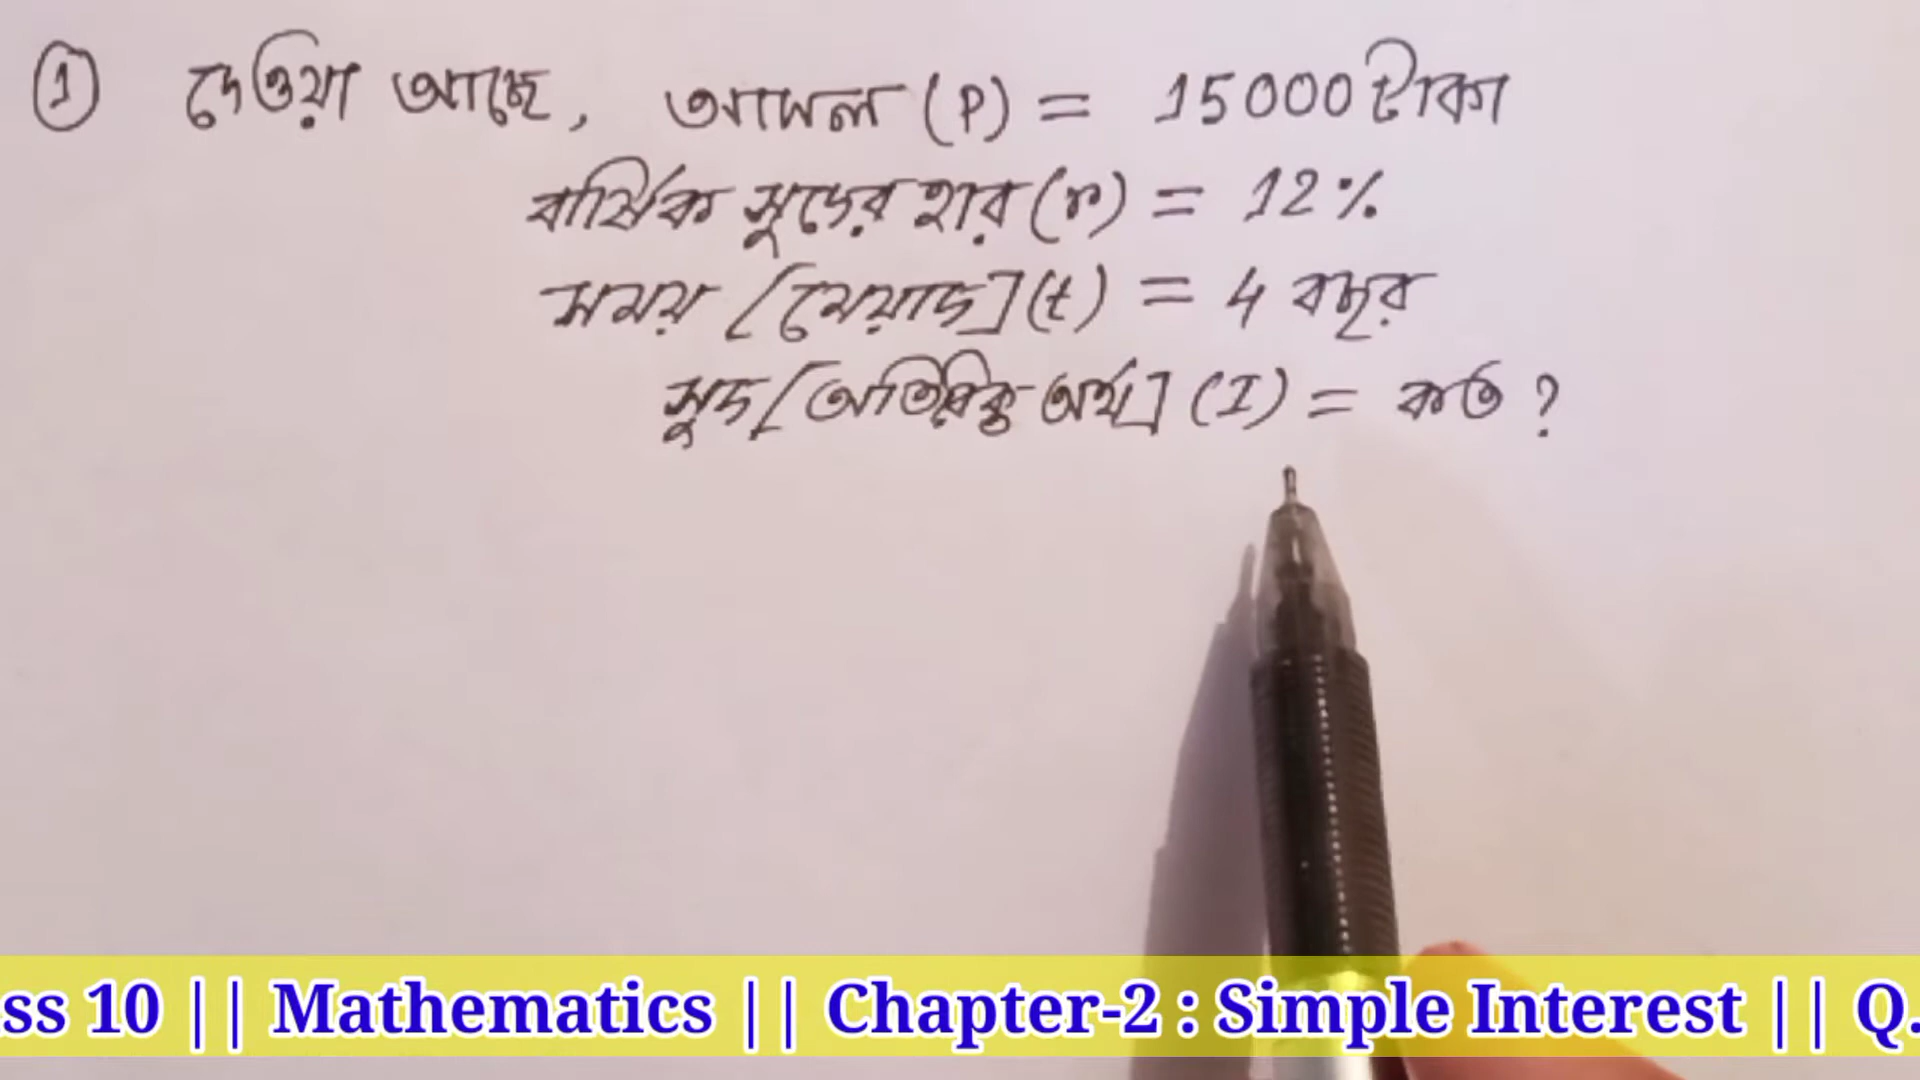 ① দেওয়া আছে, আসল (P) = 15000 টাকা
বার্ষিক সুদের হার (r) = 12%
সময় [মেয়াদ] (t) = 4 বছর
সুদ [অতিরিক্ত অর্থ] (I) = কত ?
ss 10 || Mathematics || Chapter-2 : Simple Interest || Q.